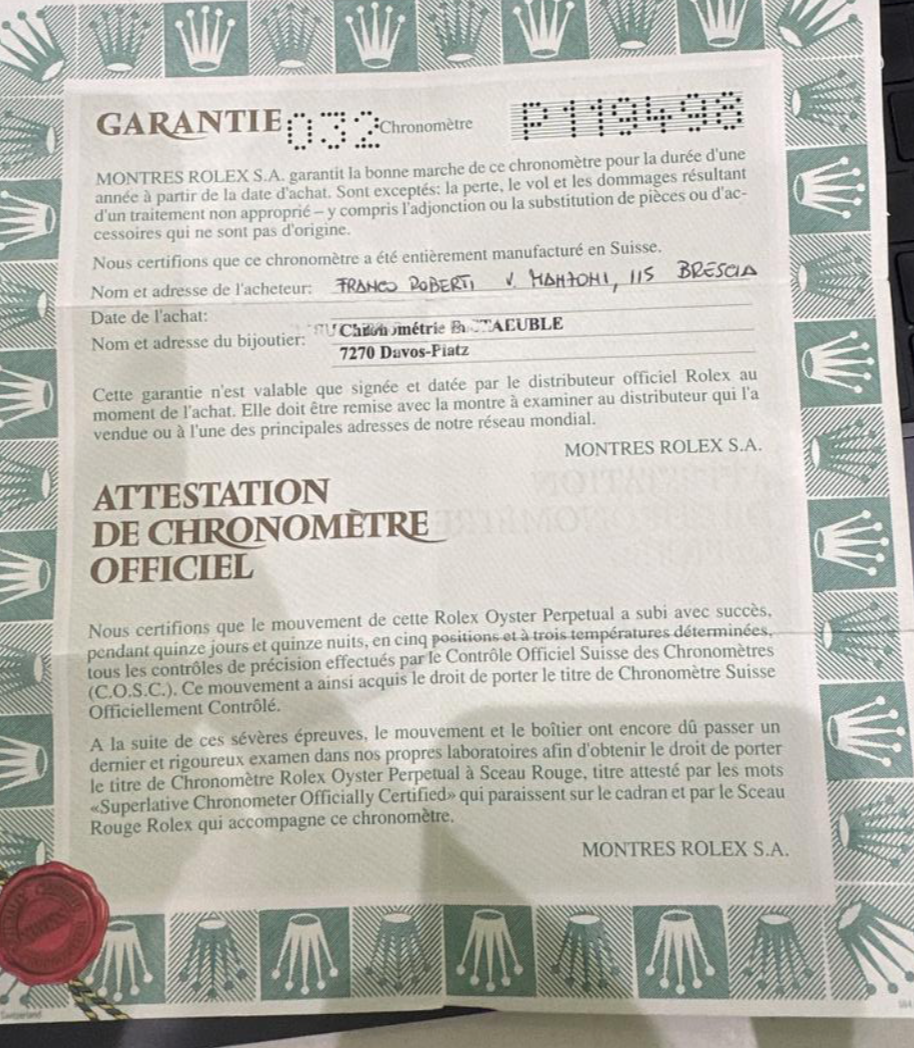 GARANTIE 032 Chronomètre P119498
MONTRES ROLEX S.A. garantit la bonne marche de ce chronomètre pour la durée d'une
année à partir de la date d'achat. Sont exceptés: la perte, le vol et les dommages résultant
d'un traitement non approprié – y compris l'adjonction ou la substitution de pièces ou d'ac-
cessoires qui ne sont pas d'origine.
Nous certifions que ce chronomètre a été entièrement manufacturé en Suisse.
Nom et adresse de l'acheteur: FRANCO ROBERTI V. MANZONI, 115 BRESCIA
Date de l'achat:
Nom et adresse du bijoutier: AEUBLE
7270 Davos-Platz
Cette garantie n'est valable que signée et datée par le distributeur officiel Rolex au
moment de l'achat. Elle doit être remise avec la montre à examiner au distributeur qui l'a
vendue ou à l'une des principales adresses de notre réseau mondial.
MONTRES ROLEX S.A.
ATTESTATION
DE CHRONOMÈTRE
OFFICIEL
Nous certifions que le mouvement de cette Rolex Oyster Perpetual a subi avec succès,
pendant quinze jours et quinze nuits, en cinq positions et à trois températures déterminées,
tous les contrôles de précision effectués par le Contrôle Officiel Suisse des Chronomètres
(C.O.S.C.). Ce mouvement a ainsi acquis le droit de porter le titre de Chronomètre Suisse
Officiellement Contrôlé.
A la suite de ces sévères épreuves, le mouvement et le boîtier ont encore dû passer un
dernier et rigoureux examen dans nos propres laboratoires afin d'obtenir le droit de porter
le titre de Chronomètre Rolex Oyster Perpetual à Sceau Rouge, titre attesté par les mots
«Superlative Chronometer Officially Certified» qui paraissent sur le cadran et par le Sceau
Rouge Rolex qui accompagne ce chronomètre.
MONTRES ROLEX S.A.
Switzerland